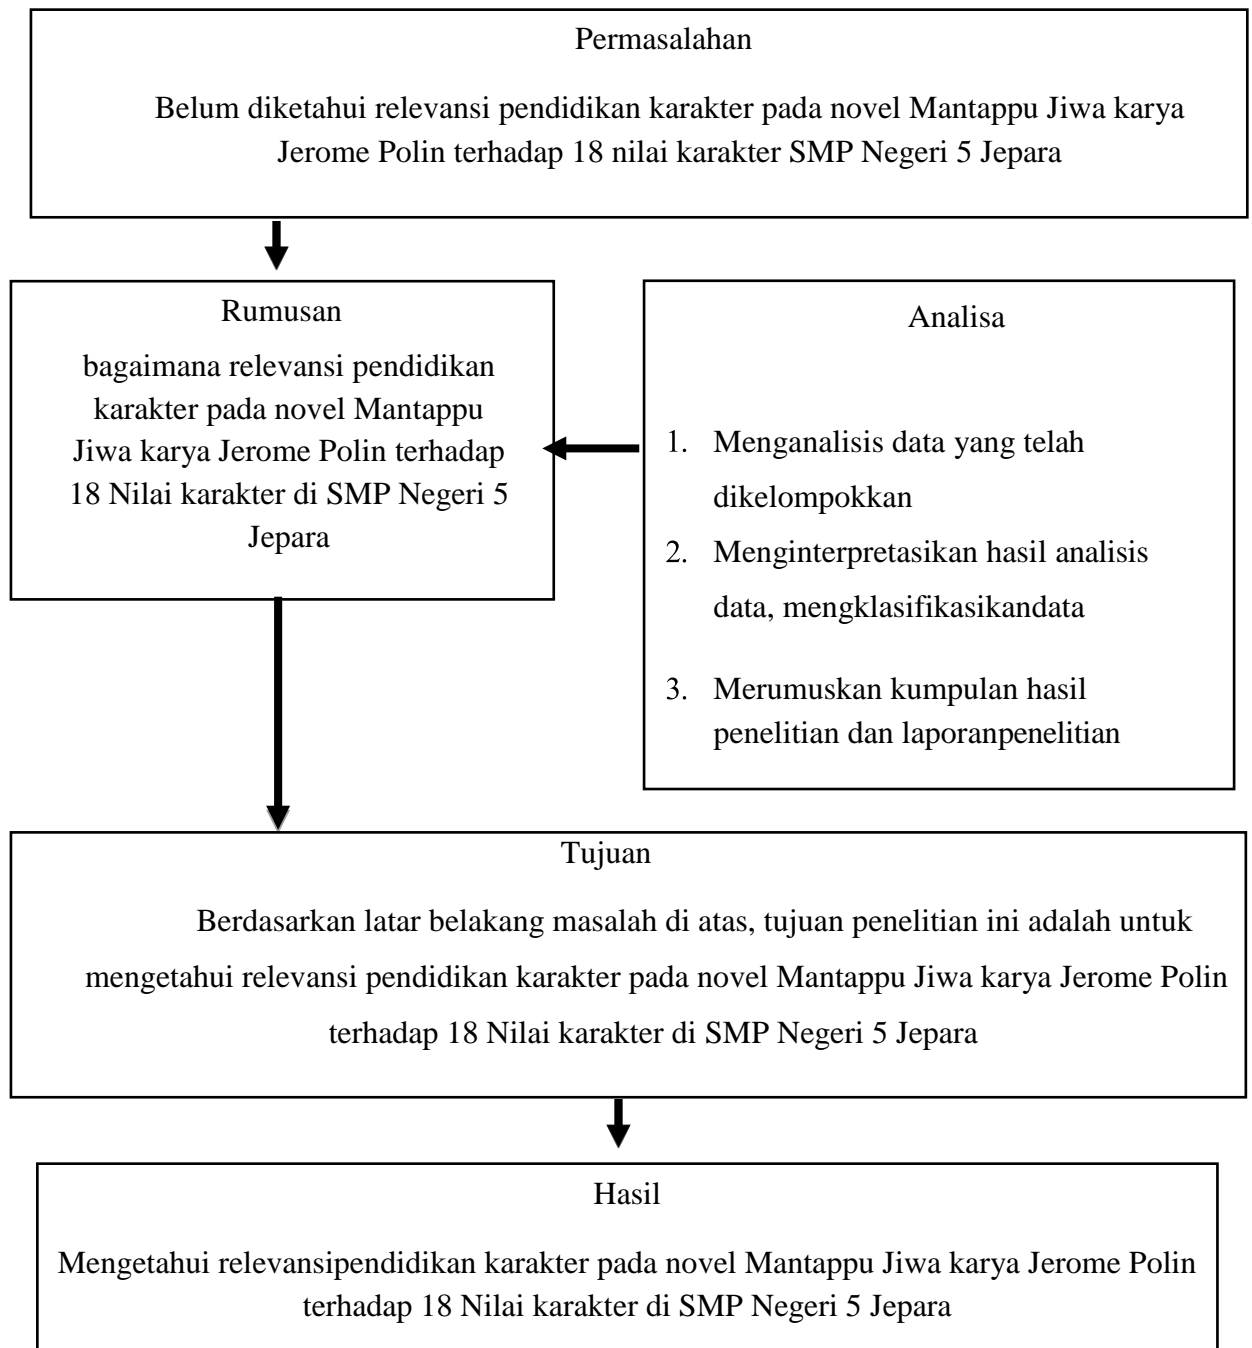 Permasalahan
Belum diketahui relevansi pendidikan karakter pada novel Mantappu Jiwa karya
Jerome Polin terhadap 18 nilai karakter SMP Negeri 5 Jepara
Rumusan
bagaimana relevansi pendidikan
karakter pada novel Mantappu
Jiwa karya Jerome Polin terhadap
18 Nilai karakter di SMP Negeri 5
Jepara
Analisa
1. Menganalisis data yang telah
dikelompokkan
2. Menginterpretasikan hasil analisis
data, mengklasifikasikandata
3. Merumuskan kumpulan hasil
penelitian dan laporanpenelitian
Tujuan
Berdasarkan latar belakang masalah di atas, tujuan penelitian ini adalah untuk
mengetahui relevansi pendidikan karakter pada novel Mantappu Jiwa karya Jerome Polin
terhadap 18 Nilai karakter di SMP Negeri 5 Jepara
Hasil
Mengetahui relevansipendidikan karakter pada novel Mantappu Jiwa karya Jerome Polin
terhadap 18 Nilai karakter di SMP Negeri 5 Jepara